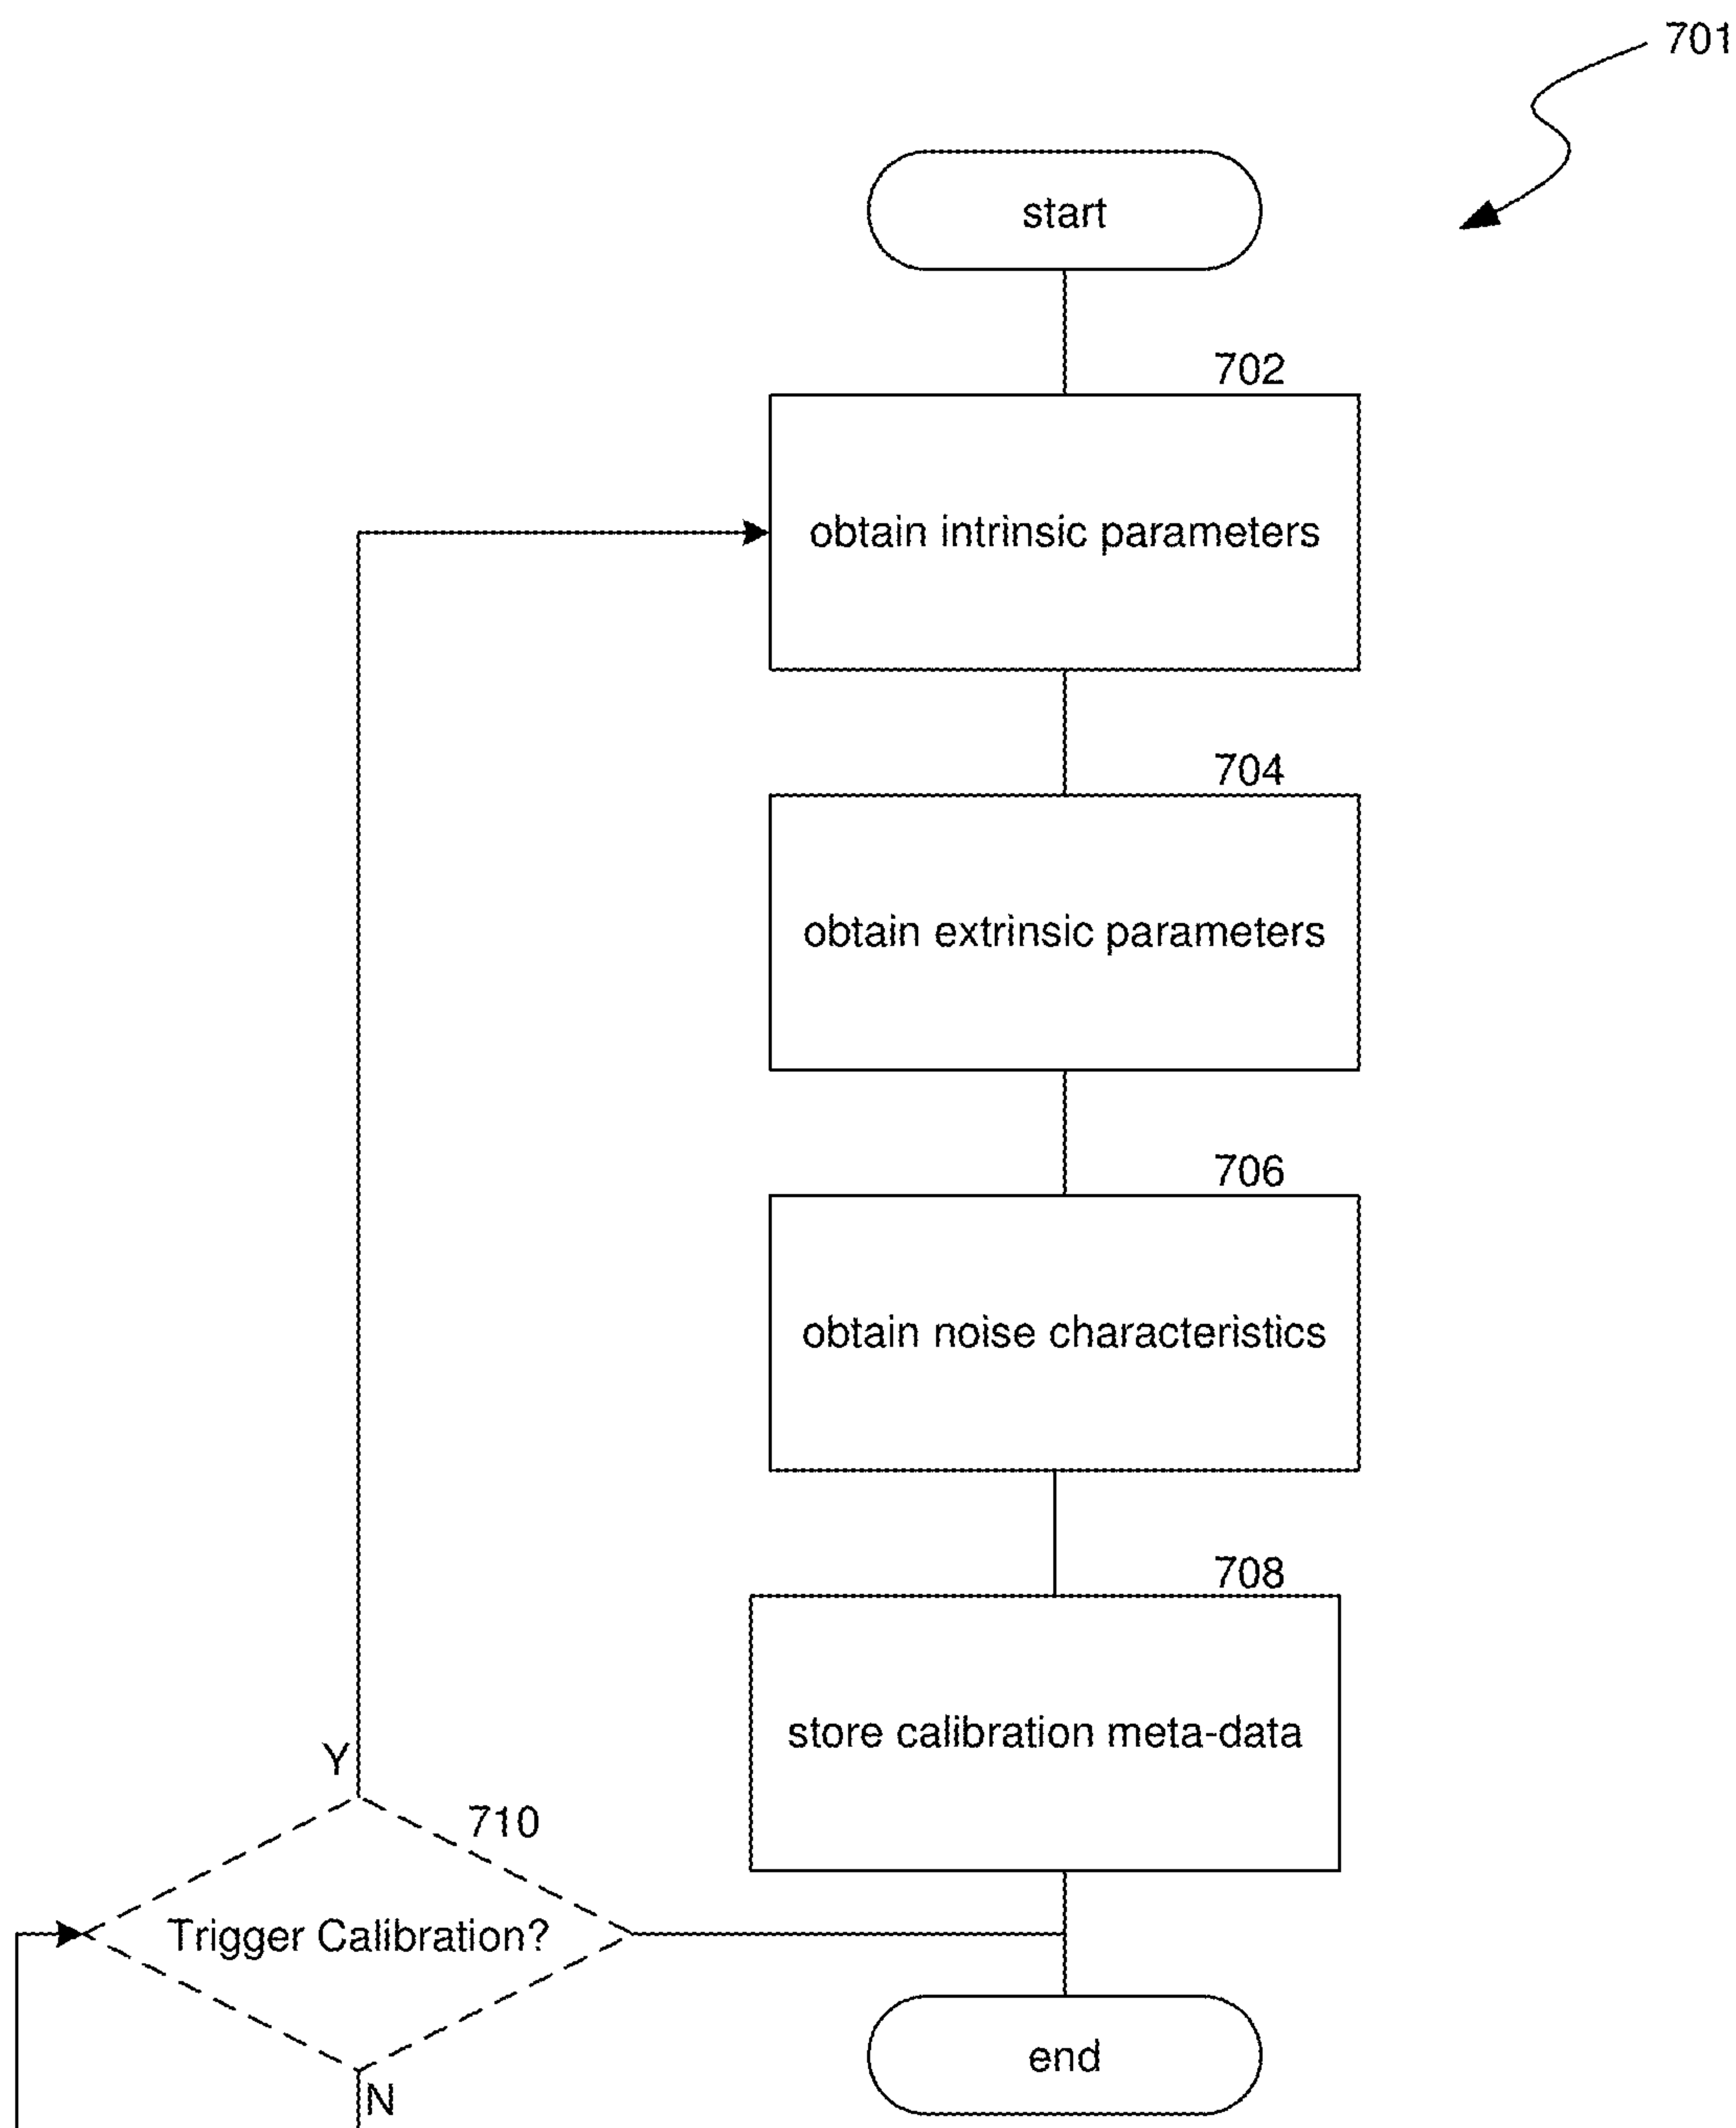 701
start
702
obtain intrinsic parameters
704
obtain extrinsic parameters
706
obtain noise characteristics
708
store calibration meta-data
Y
710
Trigger Calibration?
N
end